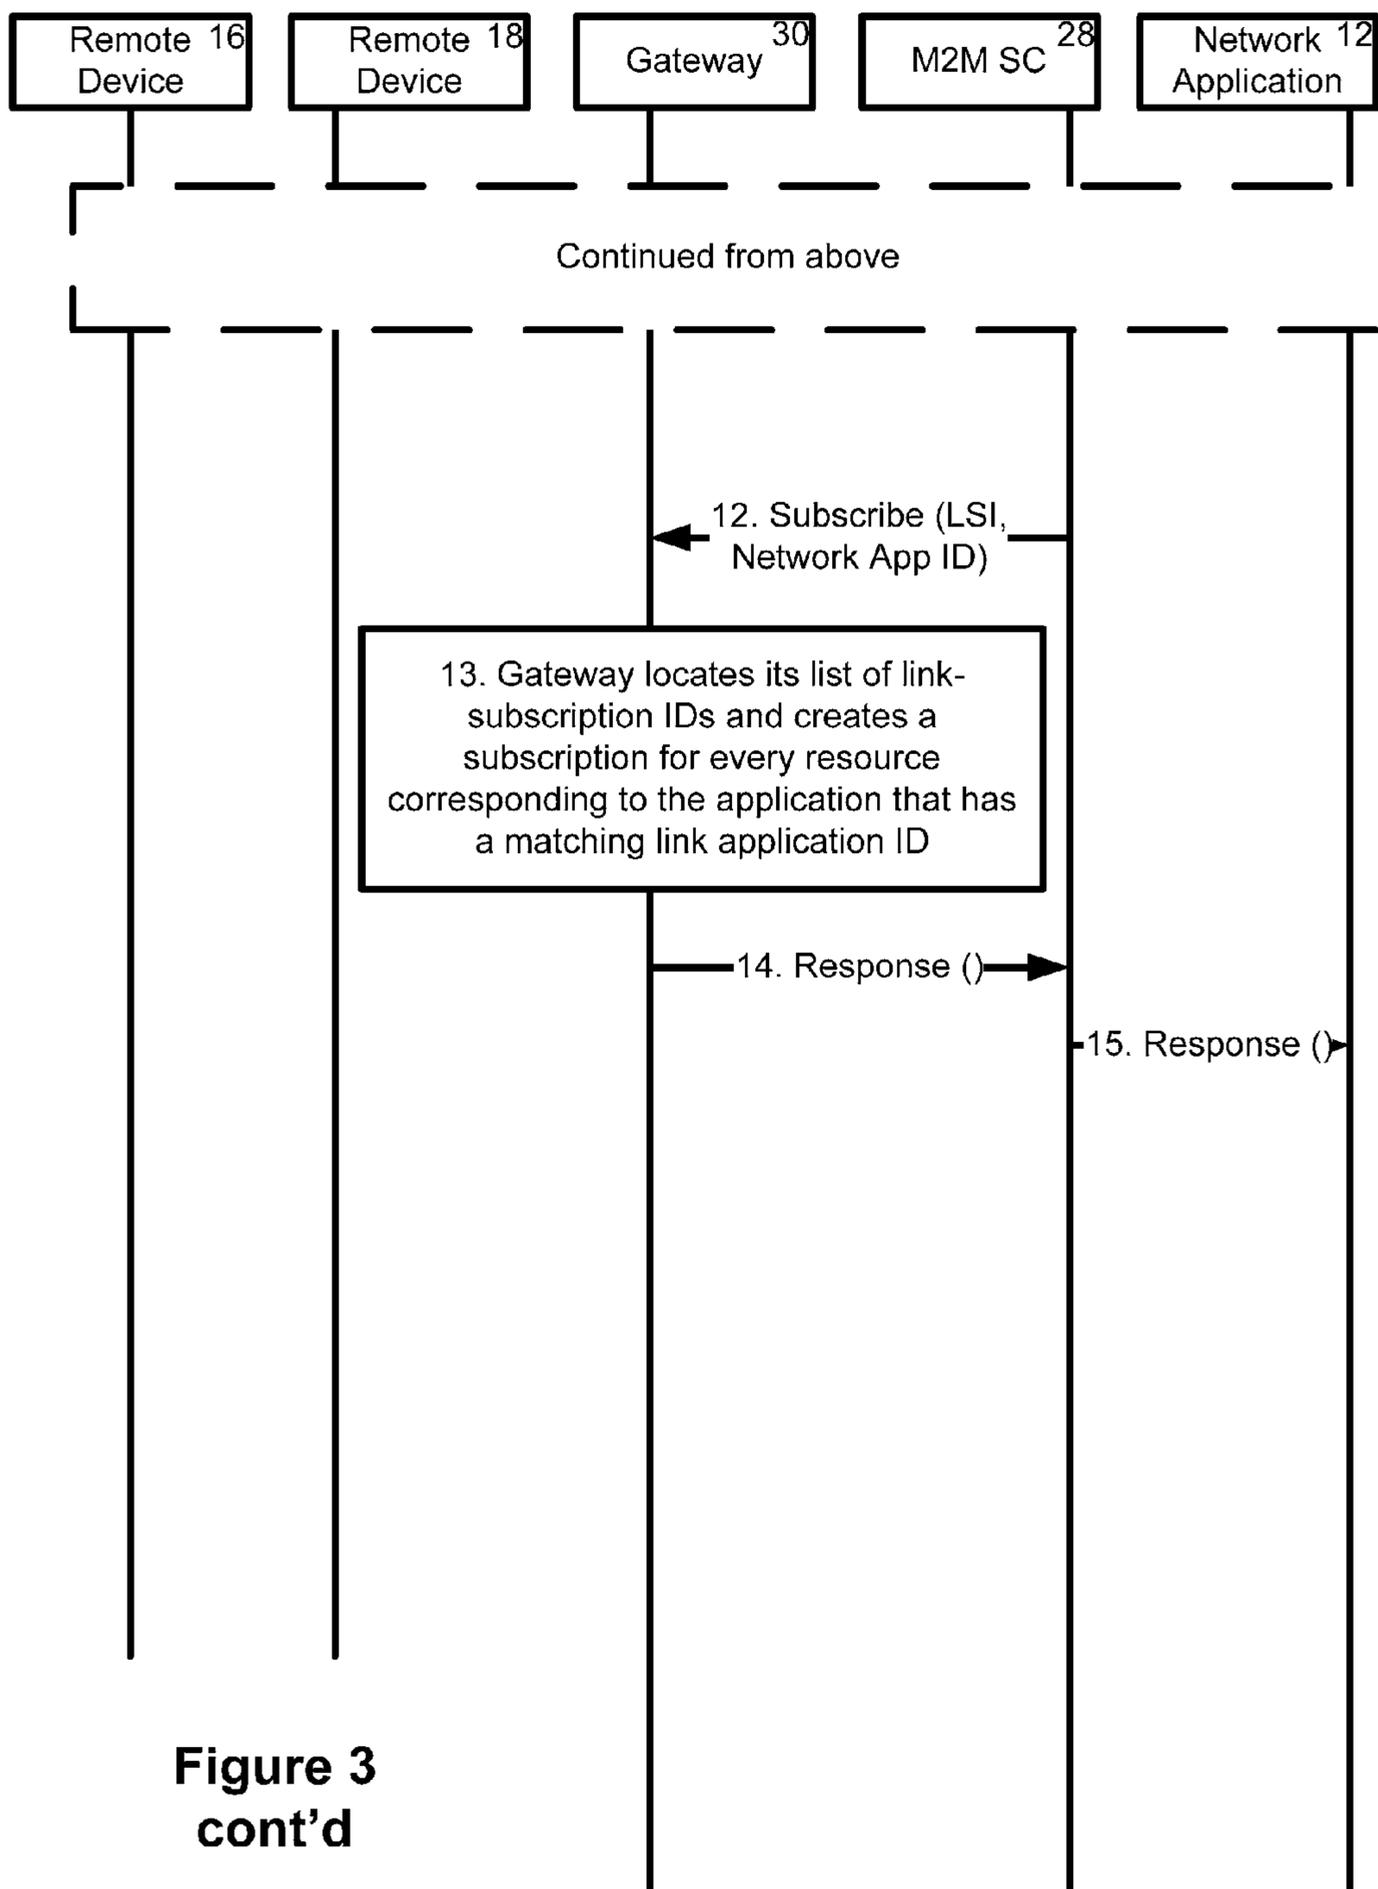 Remote 16
Device
Remote 18
Device
Gateway 30
M2M SC 28
Network 12
Application
Continued from above
12. Subscribe (LSI,
Network App ID)
13. Gateway locates its list of link-
subscription IDs and creates a
subscription for every resource
corresponding to the application that has
a matching link application ID
14. Response ()
15. Response ()
Figure 3
cont'd